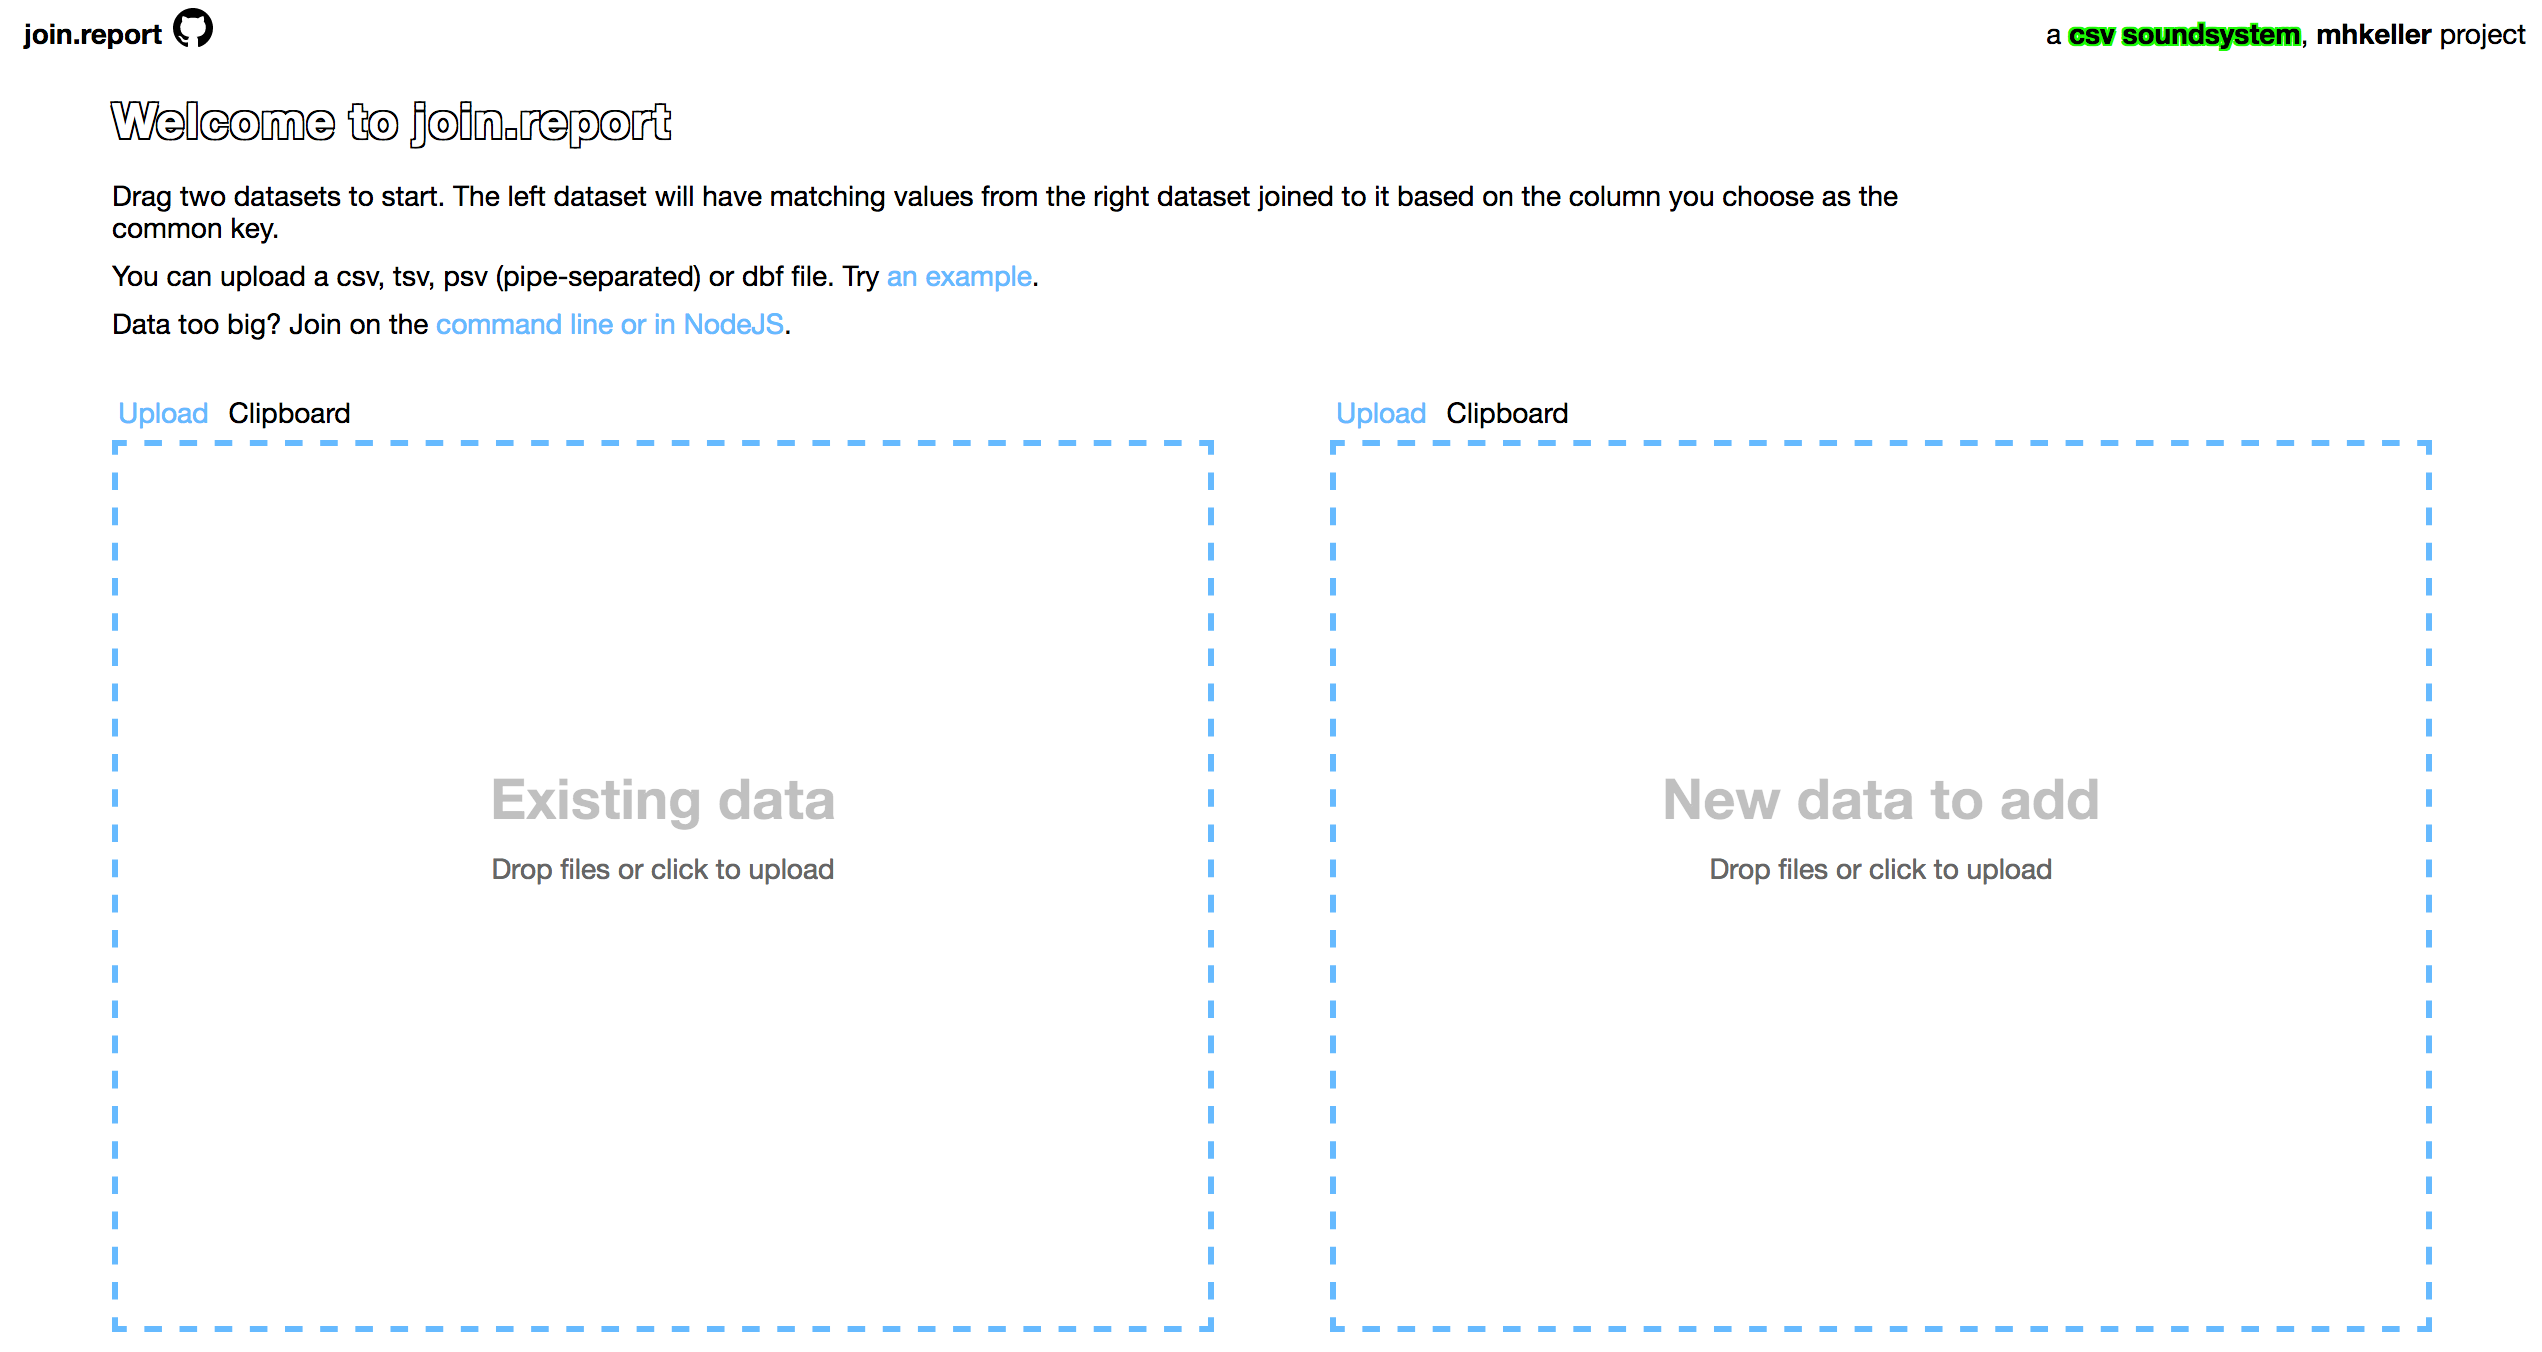 join.report
a csv soundsystem, mhkeller project
Welcome to join.report
Drag two datasets to start. The left dataset will have matching values from the right dataset joined to it based on the column you choose as the
common key.
You can upload a csv, tsv, psv (pipe-separated) or dbf file. Try an example.
Data too big? Join on the command line or in NodeJS.
Upload Clipboard
Existing data
Drop files or click to upload
Upload Clipboard
New data to add
Drop files or click to upload